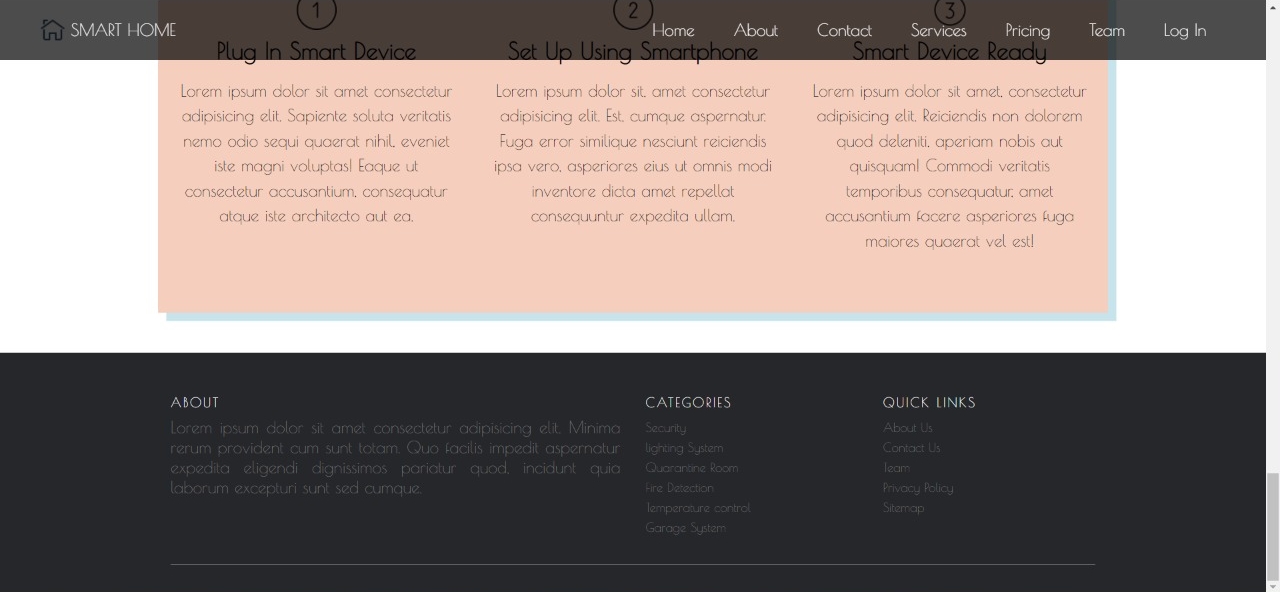 SMART HOME
Home About Contact Services Pricing Team Log In
1
Plug In Smart Device
Lorem ipsum dolor sit amet consectetur
adipisicing elit. Sapiente soluta veritatis
nemo odio sequi quaerat nihil, eveniet
iste magni voluptas! Eaque ut
consectetur accusantium, consequatur
atque iste architecto aut ea.
2
Set Up Using Smartphone
Lorem ipsum dolor sit, amet consectetur
adipisicing elit. Est, cumque aspernatur.
Fuga error similique nesciunt reiciendis
ipsa vero, asperiores eius ut omnis modi
inventore dicta amet repellat
consequuntur expedita ullam.
3
Smart Device Ready
Lorem ipsum dolor sit amet, consectetur
adipisicing elit. Reiciendis non dolorem
quod deleniti, aperiam nobis aut
quisquam! Commodi veritatis
temporibus consequatur, amet
accusantium facere asperiores fuga
maiores quaerat vel est!
ABOUT
Lorem ipsum dolor sit amet consectetur adipisicing elit. Minima
rerum provident cum sunt totam. Quo facilis impedit aspernatur
expedita eligendi dignissimos pariatur quod, incidunt quia
laborum excepturi sunt sed cumque.
CATEGORIES
Security
lighting System
Quarantine Room
Fire Detection
Temperature control
Garage System
QUICK LINKS
About Us
Contact Us
Team
Privacy Policy
Sitemap